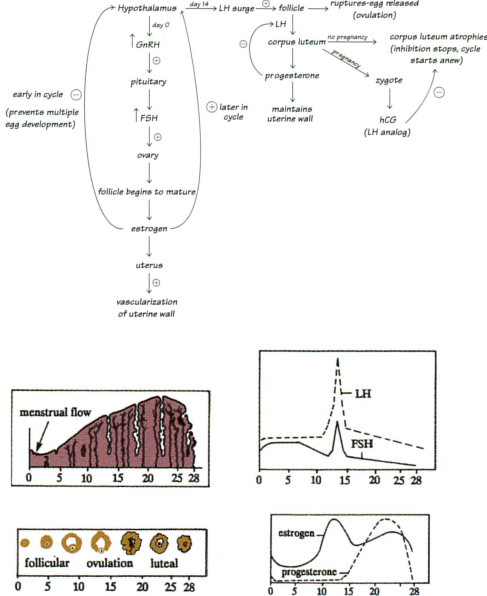 Hypothalamus day 14 LH surge + follicle ruptures-egg released
(ovulation)
day 0
↑ GnRH
+
pituitary
↑ FSH
+
ovary
follicle begins to mature
estrogen
uterus
+
vascularization
of uterine wall
early in cycle −
(prevents multiple
egg development)
+ later in
cycle
LH
−
corpus luteum
no pregnancy
corpus luteum atrophies
(inhibition stops, cycle
starts anew)
pregnancy
progesterone
zygote
maintains
uterine wall
hCG
(LH analog)
−
menstrual flow
0 5 10 15 20 25 28
LH
FSH
0 5 10 15 20 25 28
follicular ovulation luteal
0 5 10 15 20 28
estrogen
progesterone
0 5 10 15 20 28